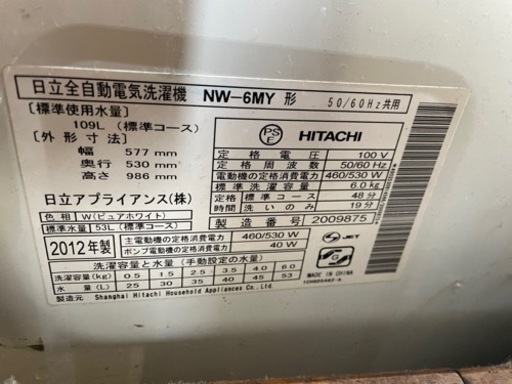 日立全自動電気洗濯機 NW-6MY 形 50/60Hz共用
〔標準使用水量〕
109L (標準コース)
〔外形寸法〕
幅 577 mm
奥行 530 mm
高さ 986 mm
日立アプライアンス(株)
色相 W(ピュアホワイト)
標準水量 53L(標準コース)
PS E HITACHI
定格電圧 100V
定格周波数 50/60Hz
電動機の定格消費電力 460/530W
標準洗濯容量 6.0kg
定格時間 標準コース 48分
洗いのみ 19分
製造番号 2009875
2012年製
主電動機の定格消費電力 460/530W
ポンプ電動機の定格消費電力 40W
JET
洗濯容量と水量(手動設定の水量)
洗濯容量(kg) 0.5 1.5 2.5 3.5 4.0 6.0
水量(L) 25 30 35 40 45 53
MADE IN CHINA
製造元 Shanghai Hitachi Household Appliances Co.,Ltd.